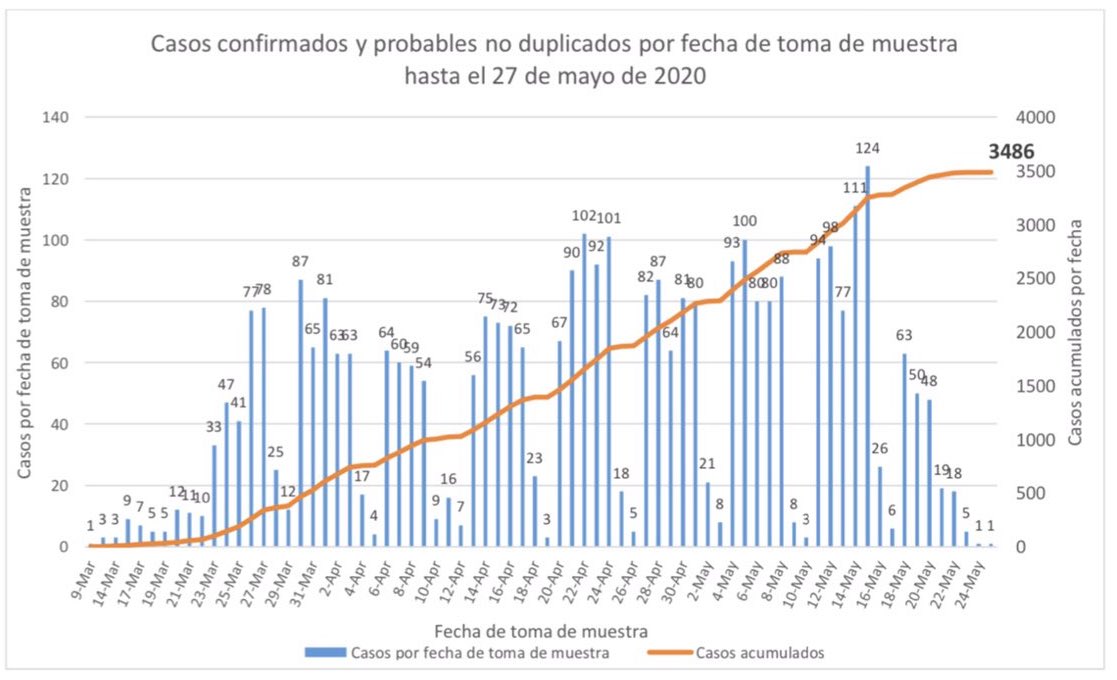 Casos confirmados y probables no duplicados por fecha de toma de muestra
hasta el 27 de mayo de 2020
Casos por fecha de toma de muestra
140
120
100
80
60
40
20
0
1 3 3 9 7 5 5 12 11 10 33 47 41 77 78 25 12 87 65 81 63 63 17 4 64 60 59 54 9 16 7 56 75 73 72 65 23 3 67 90 102 92 101 18 5 82 87 64 81 80 21 8 93 100 80 80 88 8 3 94 98 77 111 124 26 6 63 50 48 19 18 5 1 1
3486
4000
3500
3000
2500
2000
1500
1000
500
0
Casos acumulados por fecha
9-Mar 14-Mar 17-Mar 19-Mar 21-Mar 23-Mar 25-Mar 27-Mar 29-Mar 31-Mar 2-Apr 4-Apr 6-Apr 8-Apr 10-Apr 12-Apr 14-Apr 16-Apr 18-Apr 20-Apr 22-Apr 24-Apr 26-Apr 28-Apr 30-Apr 2-May 4-May 6-May 8-May 10-May 12-May 14-May 16-May 18-May 20-May 22-May 24-May
Fecha de toma de muestra
Casos por fecha de toma de muestra
Casos acumulados